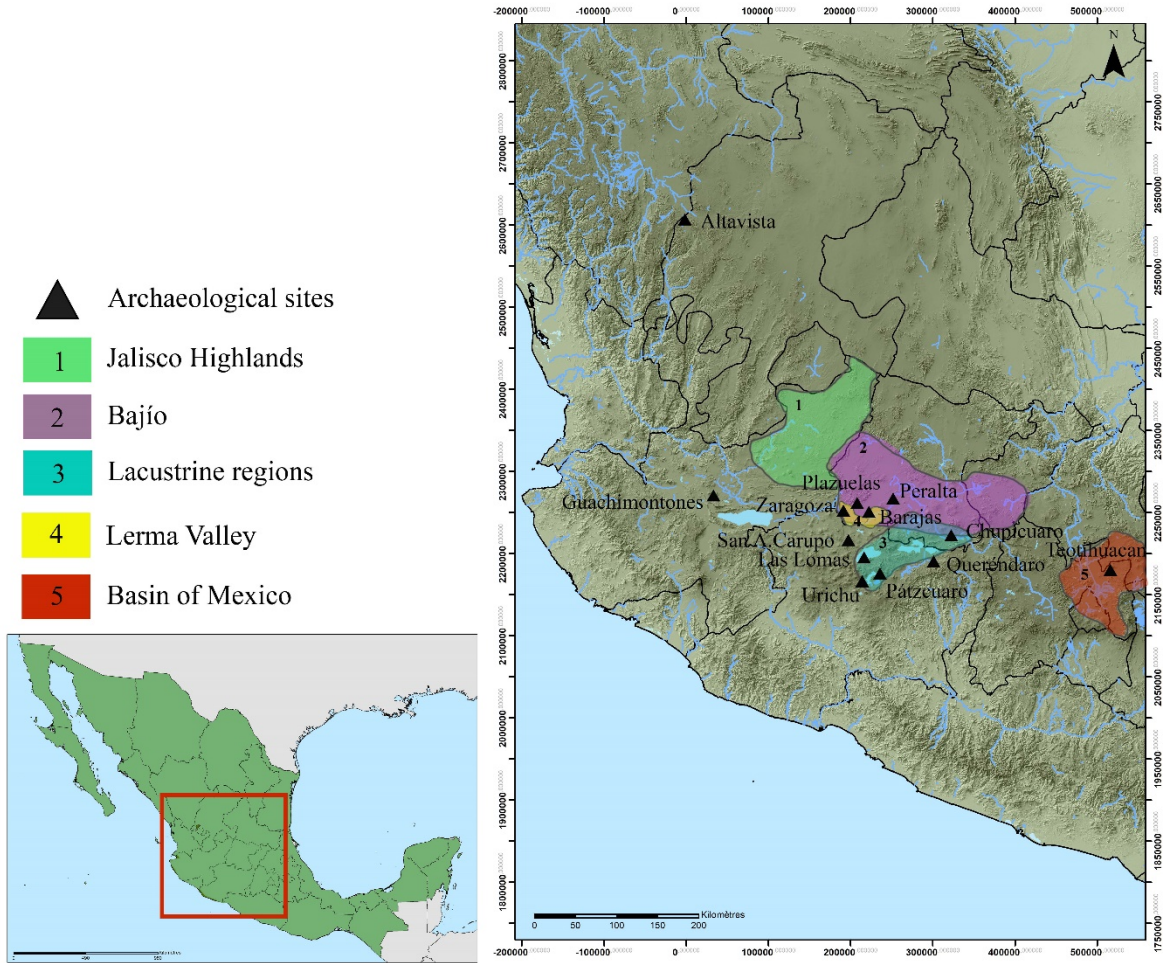 Archaeological sites
1 Jalisco Highlands
2 Bajío
3 Lacustrine regions
4 Lerma Valley
5 Basin of Mexico
-200000 -100000 0 100000 200000 300000 400000 500000
N
Altavista
1
2
Plazuelas
Peralta
Guachimontones
Zaragoza
4
Barajas
San A. Carupo
3
Chupicuaro
Teotihuacan
5
Las Lomas
Querendaro
Urichu
Pátzcuaro
2800000
2700000
2600000
2500000
2400000
2300000
2200000
2100000
2000000
1900000
1800000
2750000
2650000
2550000
2450000
2350000
2250000
2150000
2050000
1950000
1850000
1750000
Kilomètres
0 50 100 150 200
-200000 -100000 0 100000 200000 300000 400000 500000